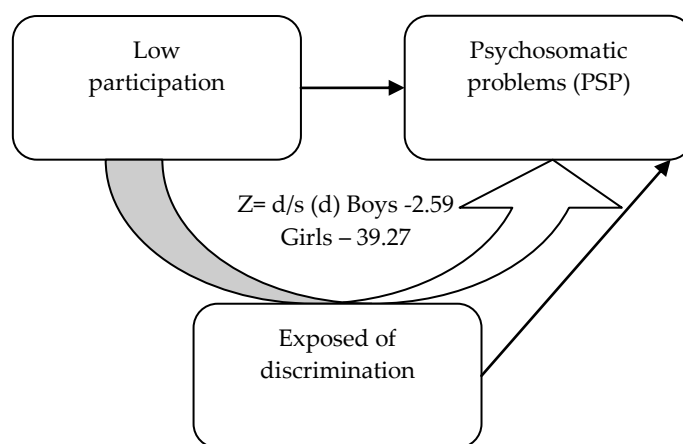 Low
participation
Psychosomatic
problems (PSP)
Z= d/s (d) Boys -2.59
Girls – 39.27
Exposed of
discrimination